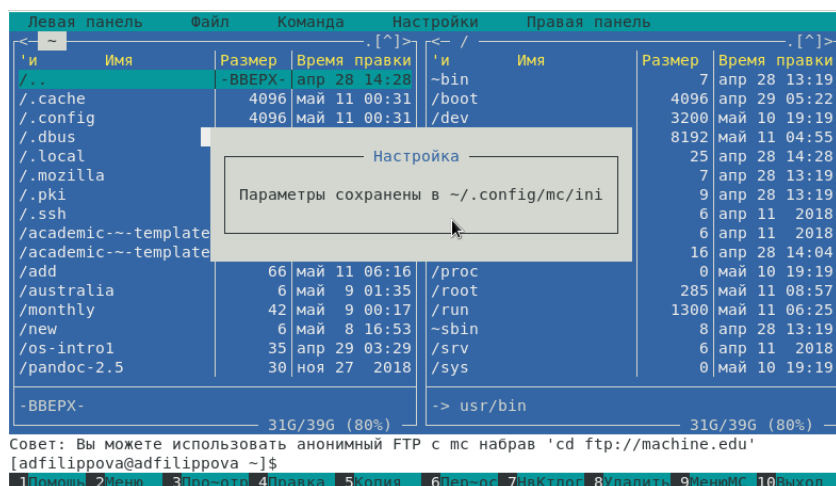 Левая панель Файл Команда Настройки Правая панель
<— ~ .[^]> <— / .[^]>
'и Имя Размер Время правки 'и Имя Размер Время правки
/.. -ВВЕРХ- апр 28 14:28 ~bin 7 апр 28 13:19
/.cache 4096 май 11 00:31 /boot 4096 апр 29 05:22
/.config 4096 май 11 00:31 /dev 3200 май 10 19:19
/.dbus 8192 май 11 04:55
/.local 25 апр 28 14:28
/.mozilla 7 апр 28 13:19
/.pki 9 апр 28 13:19
/.ssh 6 апр 11 2018
/academic-~-template 6 апр 11 2018
/academic-~-template 16 апр 28 14:04
Настройка
Параметры сохранены в ~/.config/mc/ini
/add 66 май 11 06:16 /proc 0 май 10 19:19
/australia 6 май 9 01:35 /root 285 май 11 08:57
/monthly 42 май 9 00:17 /run 1300 май 11 06:25
/new 6 май 8 16:53 ~sbin 8 апр 28 13:19
/os-intro1 35 апр 29 03:29 /srv 6 апр 11 2018
/pandoc-2.5 30 ноя 27 2018 /sys 0 май 10 19:19
-ВВЕРХ- -> usr/bin
31G/39G (80%) 31G/39G (80%)
Совет: Вы можете использовать анонимный FTP с mc набрав 'cd ftp://machine.edu'
[adfilippova@adfilippova ~]$
1Помощь 2Меню 3Про~отр 4Правка 5Копия 6Пер~ос 7НвКтлог 8Удалить 9МенюMC 10Выход